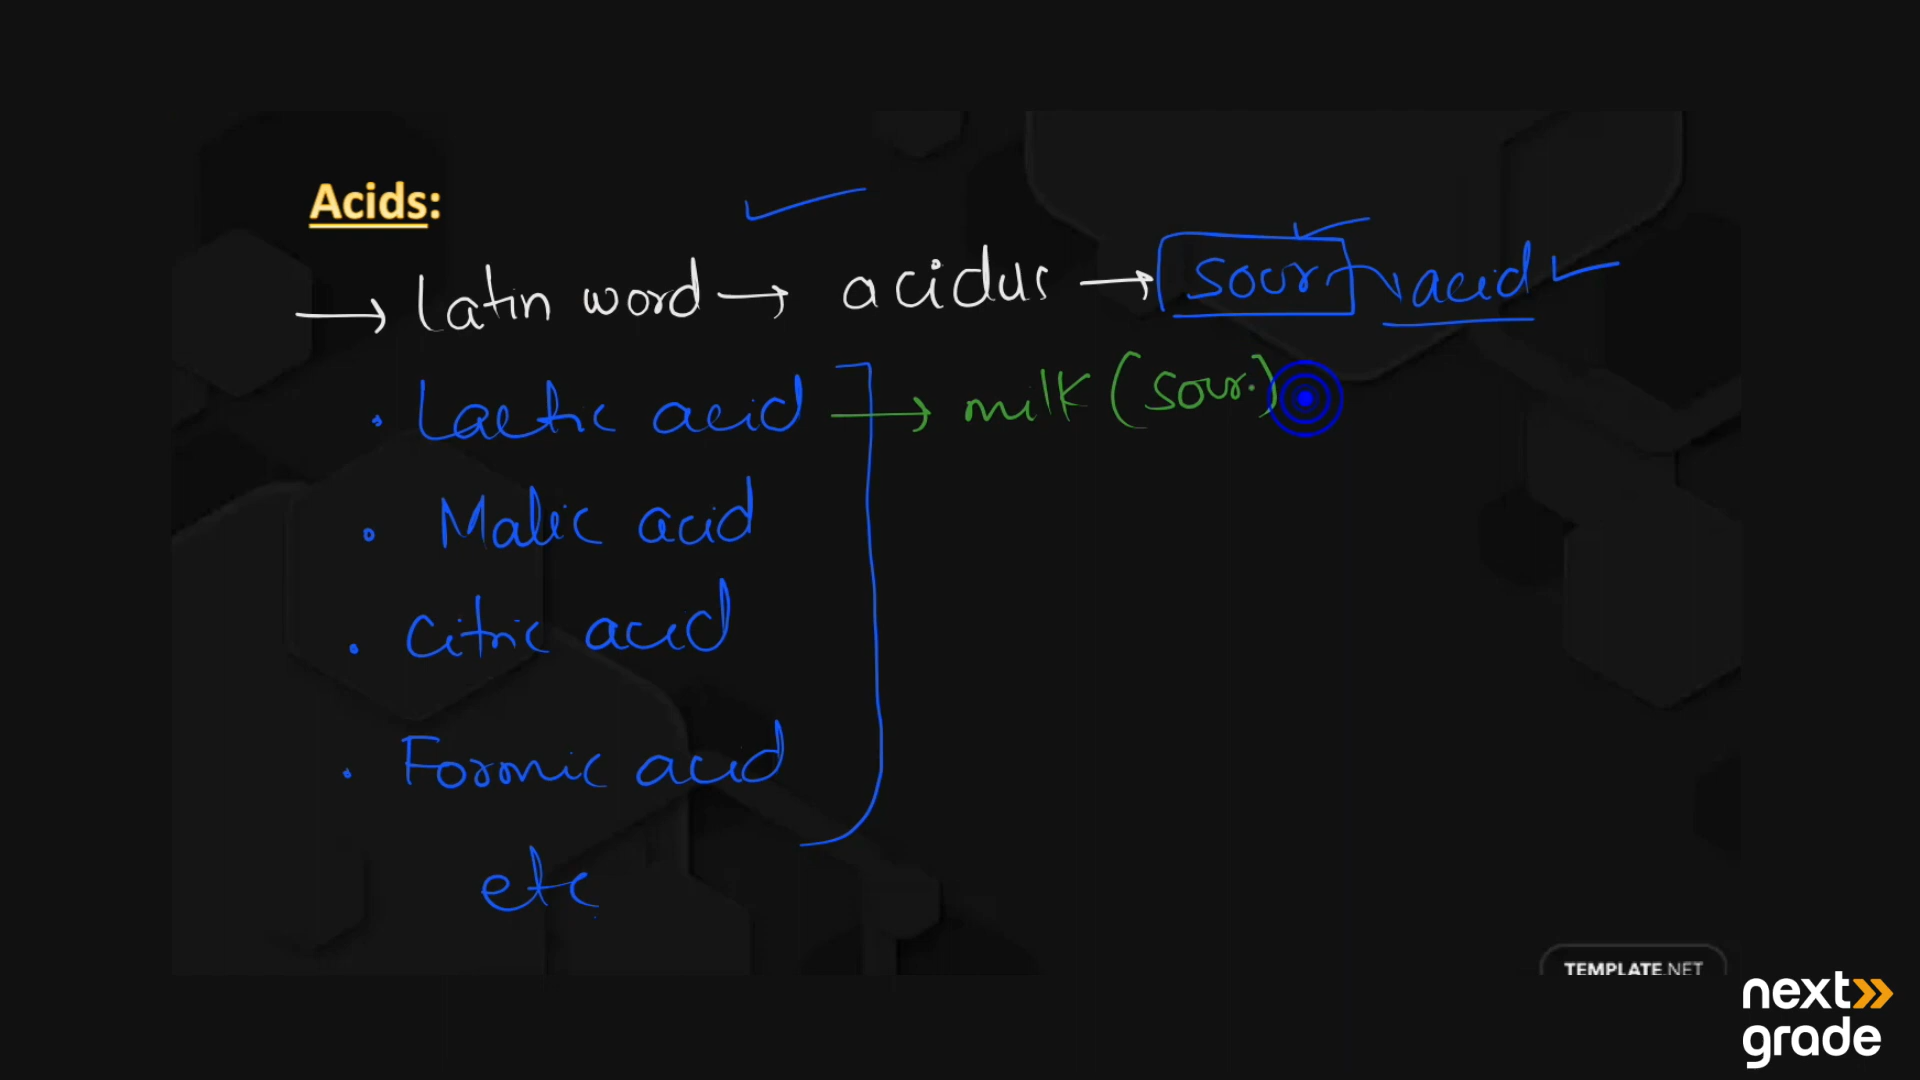 Acids:
→ Latin word → acidus → sour acid
• Lactic acid → milk (sour.)
• Malic acid
• Citric acid
• Formic acid
etc
TEMPLATE.NET
next
grade